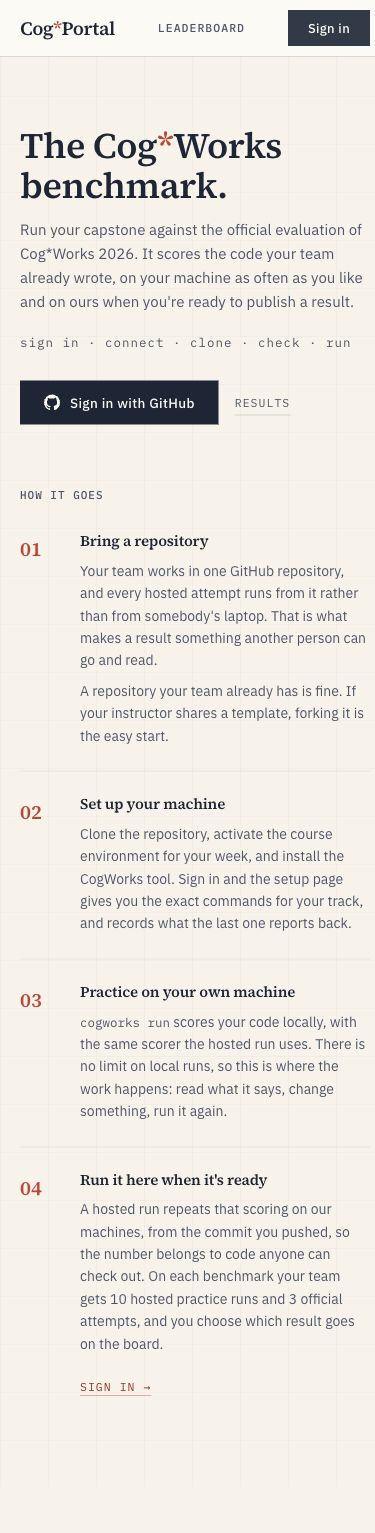 Cog*Portal LEADERBOARD Sign in
The Cog*Works
benchmark.
Run your capstone against the official evaluation of
Cog*Works 2026. It scores the code your team
already wrote, on your machine as often as you like
and on ours when you're ready to publish a result.
sign in · connect · clone · check · run
Sign in with GitHub RESULTS
HOW IT GOES
01 Bring a repository
Your team works in one GitHub repository,
and every hosted attempt runs from it rather
than from somebody's laptop. That is what
makes a result something another person can
go and read.
A repository your team already has is fine. If
your instructor shares a template, forking it is
the easy start.
02 Set up your machine
Clone the repository, activate the course
environment for your week, and install the
CogWorks tool. Sign in and the setup page
gives you the exact commands for your track,
and records what the last one reports back.
03 Practice on your own machine
cogworks run scores your code locally, with
the same scorer the hosted run uses. There is
no limit on local runs, so this is where the
work happens: read what it says, change
something, run it again.
04 Run it here when it's ready
A hosted run repeats that scoring on our
machines, from the commit you pushed, so
the number belongs to code anyone can
check out. On each benchmark your team
gets 10 hosted practice runs and 3 official
attempts, and you choose which result goes
on the board.
SIGN IN →